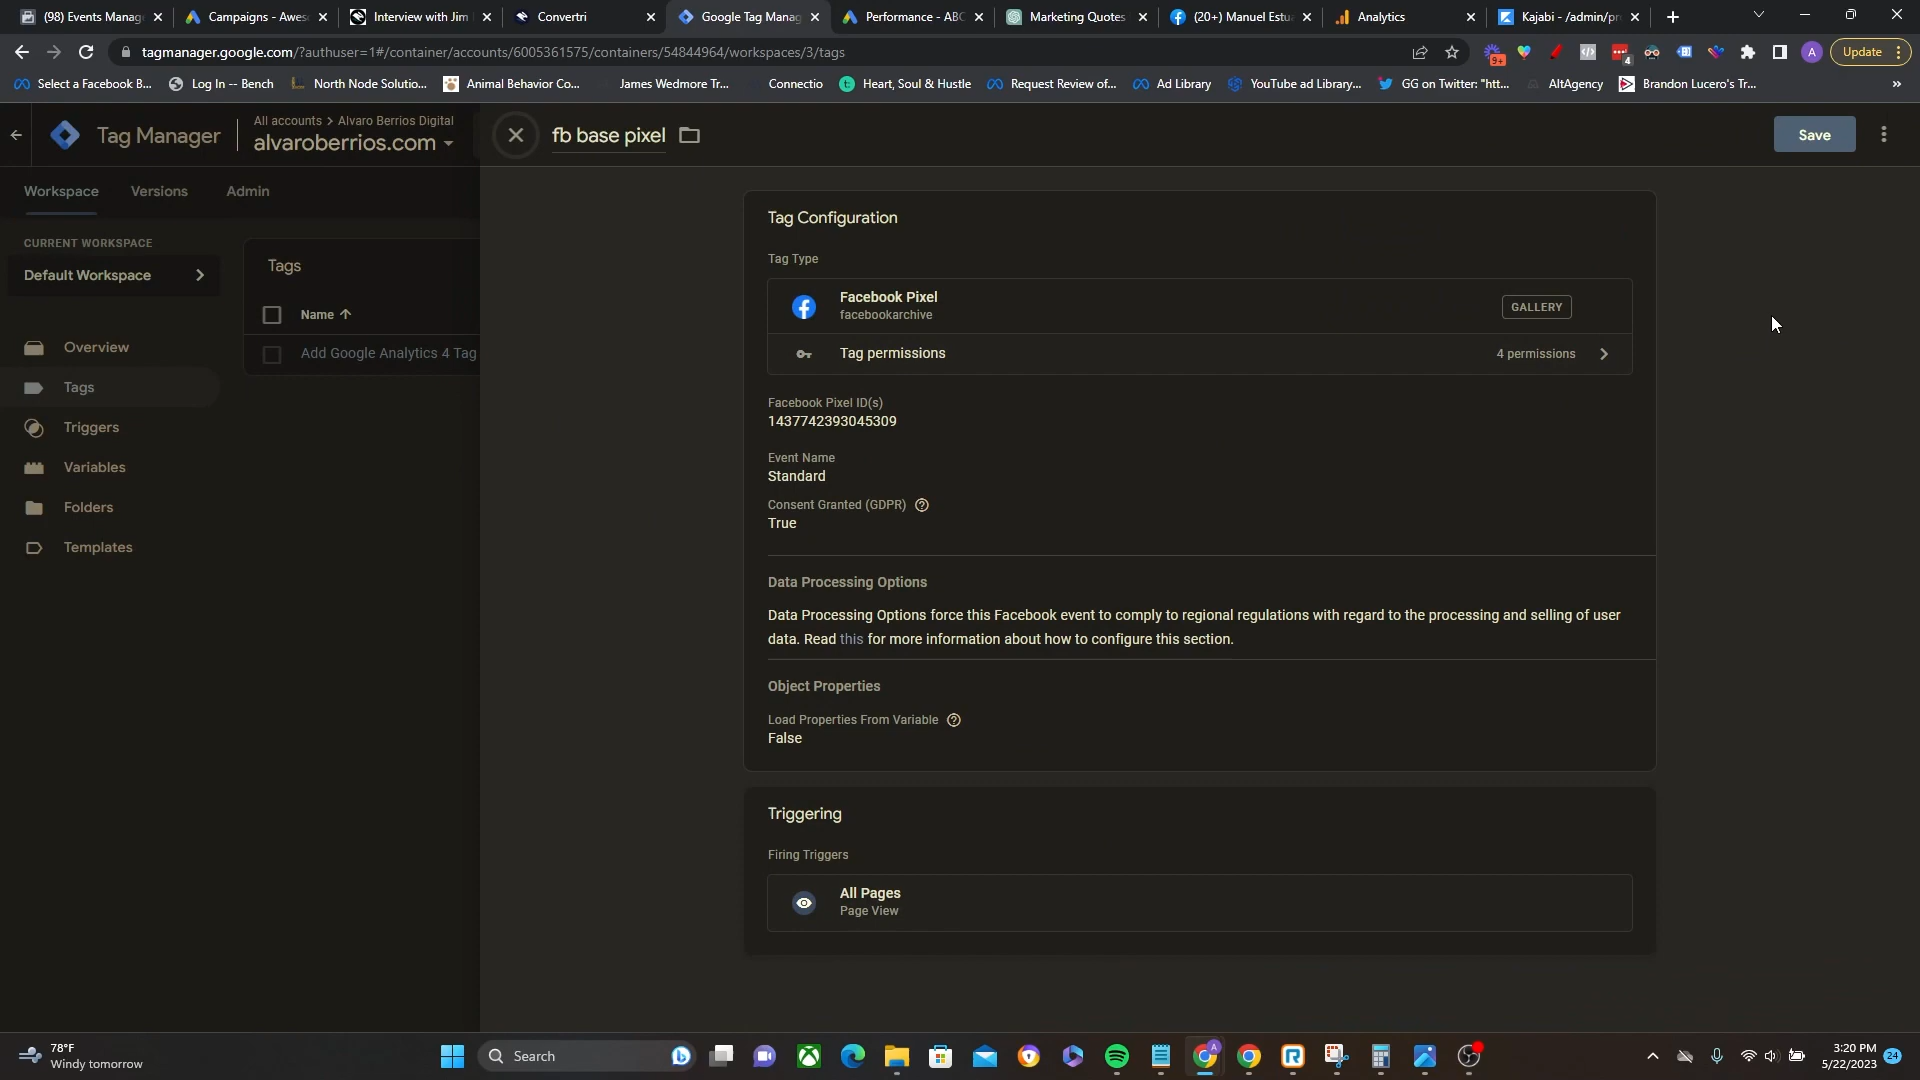 (98) Events Manag
Campaigns - Awes
Interview with Jim
Convertri
Google Tag Manag
Performance - ABC
Marketing Quotes
(20+) Manuel Estua
Analytics
Kajabi - /admin/pr
tagmanager.google.com/?authuser=1#/container/accounts/6005361575/containers/54844964/workspaces/3/tags
9+
4
A
Update
Select a Facebook B...
Log In -- Bench
North Node Solutio...
Animal Behavior Co...
James Wedmore Tr...
Connectio
Heart, Soul & Hustle
Request Review of...
Ad Library
YouTube ad Library...
GG on Twitter: "htt...
AltAgency
Brandon Lucero's Tr...
»
Tag Manager
All accounts > Alvaro Berrios Digital
alvaroberrios.com
fb base pixel
Save
Workspace
Versions
Admin
CURRENT WORKSPACE
Default Workspace
Overview
Tags
Triggers
Variables
Folders
Templates
Tags
Name
Add Google Analytics 4 Tag
Tag Configuration
Tag Type
Facebook Pixel
facebookarchive
GALLERY
Tag permissions
4 permissions
Facebook Pixel ID(s)
1437742393045309
Event Name
Standard
Consent Granted (GDPR)
True
Data Processing Options
Data Processing Options force this Facebook event to comply to regional regulations with regard to the processing and selling of user
data. Read this for more information about how to configure this section.
Object Properties
Load Properties From Variable
False
Triggering
Firing Triggers
All Pages
Page View
78°F
Windy tomorrow
Search
3:20 PM
5/22/2023
24